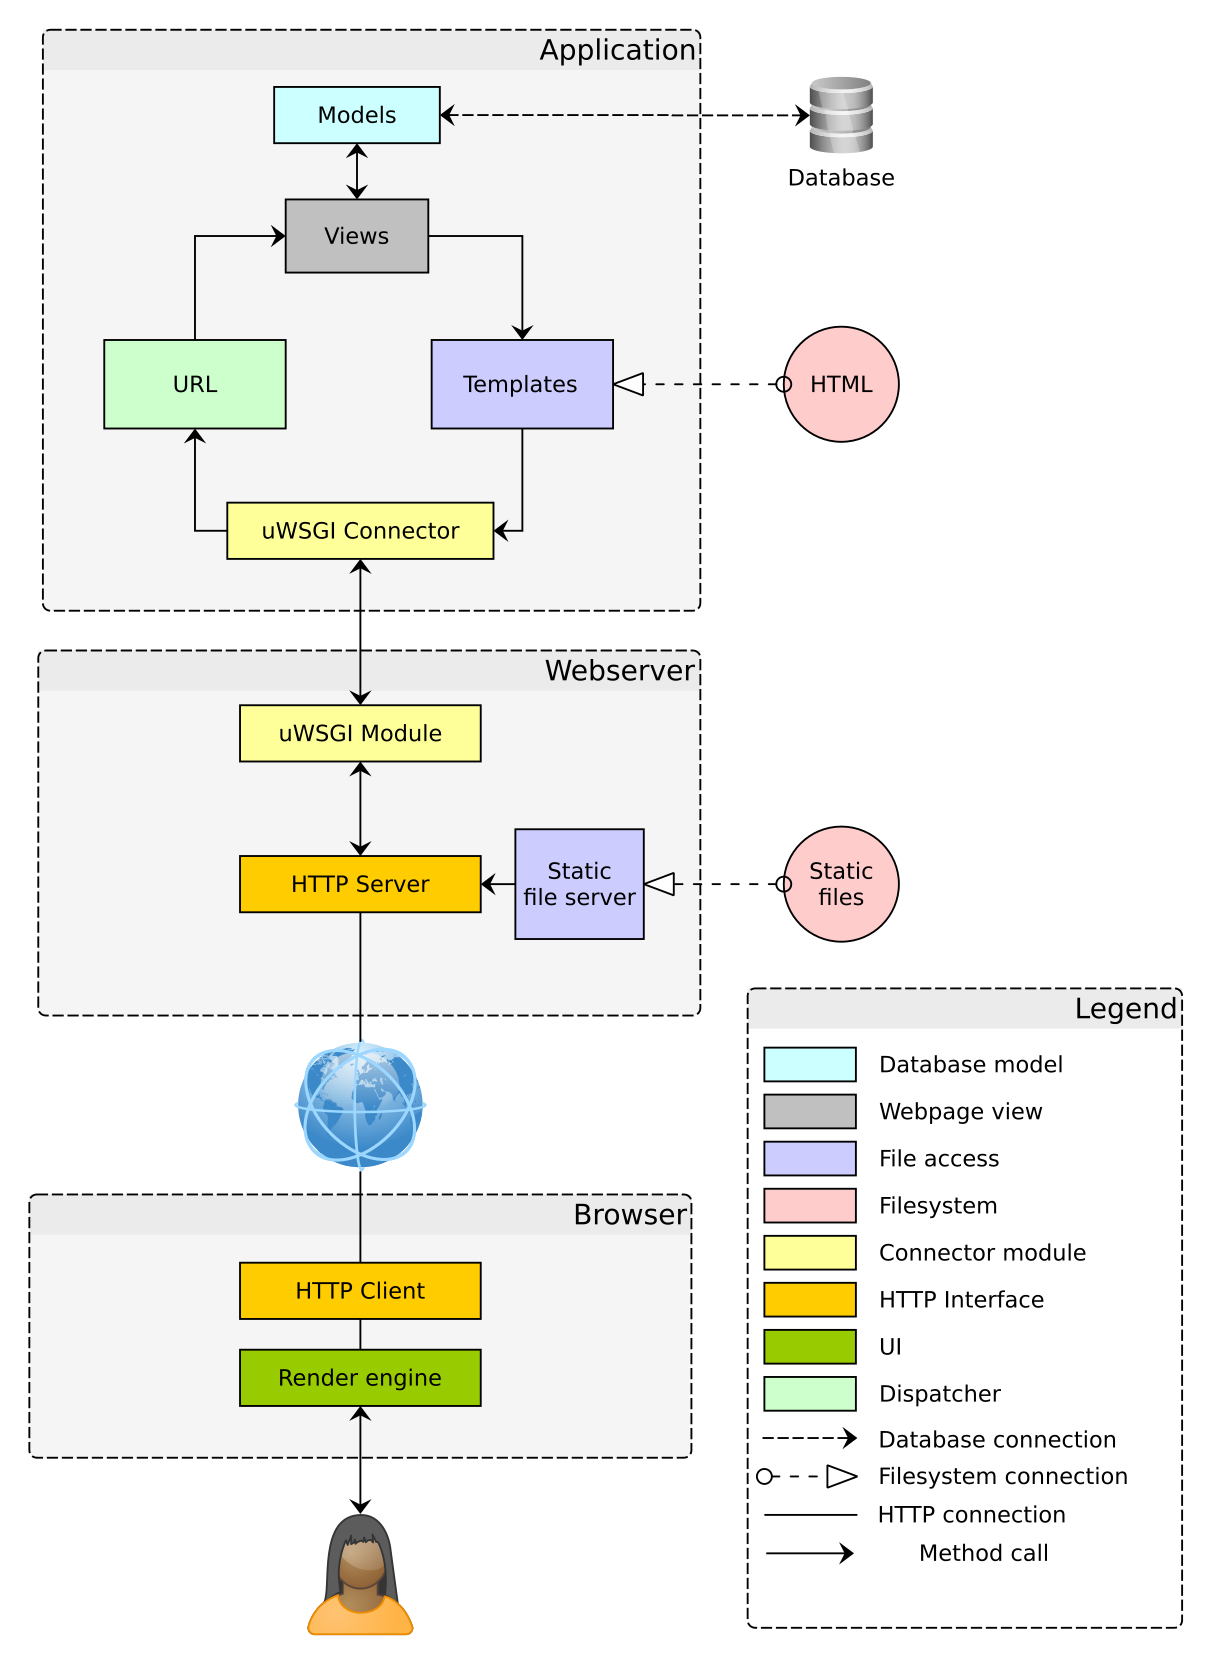 Application
Models
Database
Views
URL
Templates
HTML
uWSGI Connector
Webserver
uWSGI Module
HTTP Server
Static
file server
Static
files
Legend
Database model
Webpage view
File access
Filesystem
Connector module
HTTP Interface
UI
Dispatcher
Database connection
Filesystem connection
HTTP connection
Method call
Browser
HTTP Client
Render engine